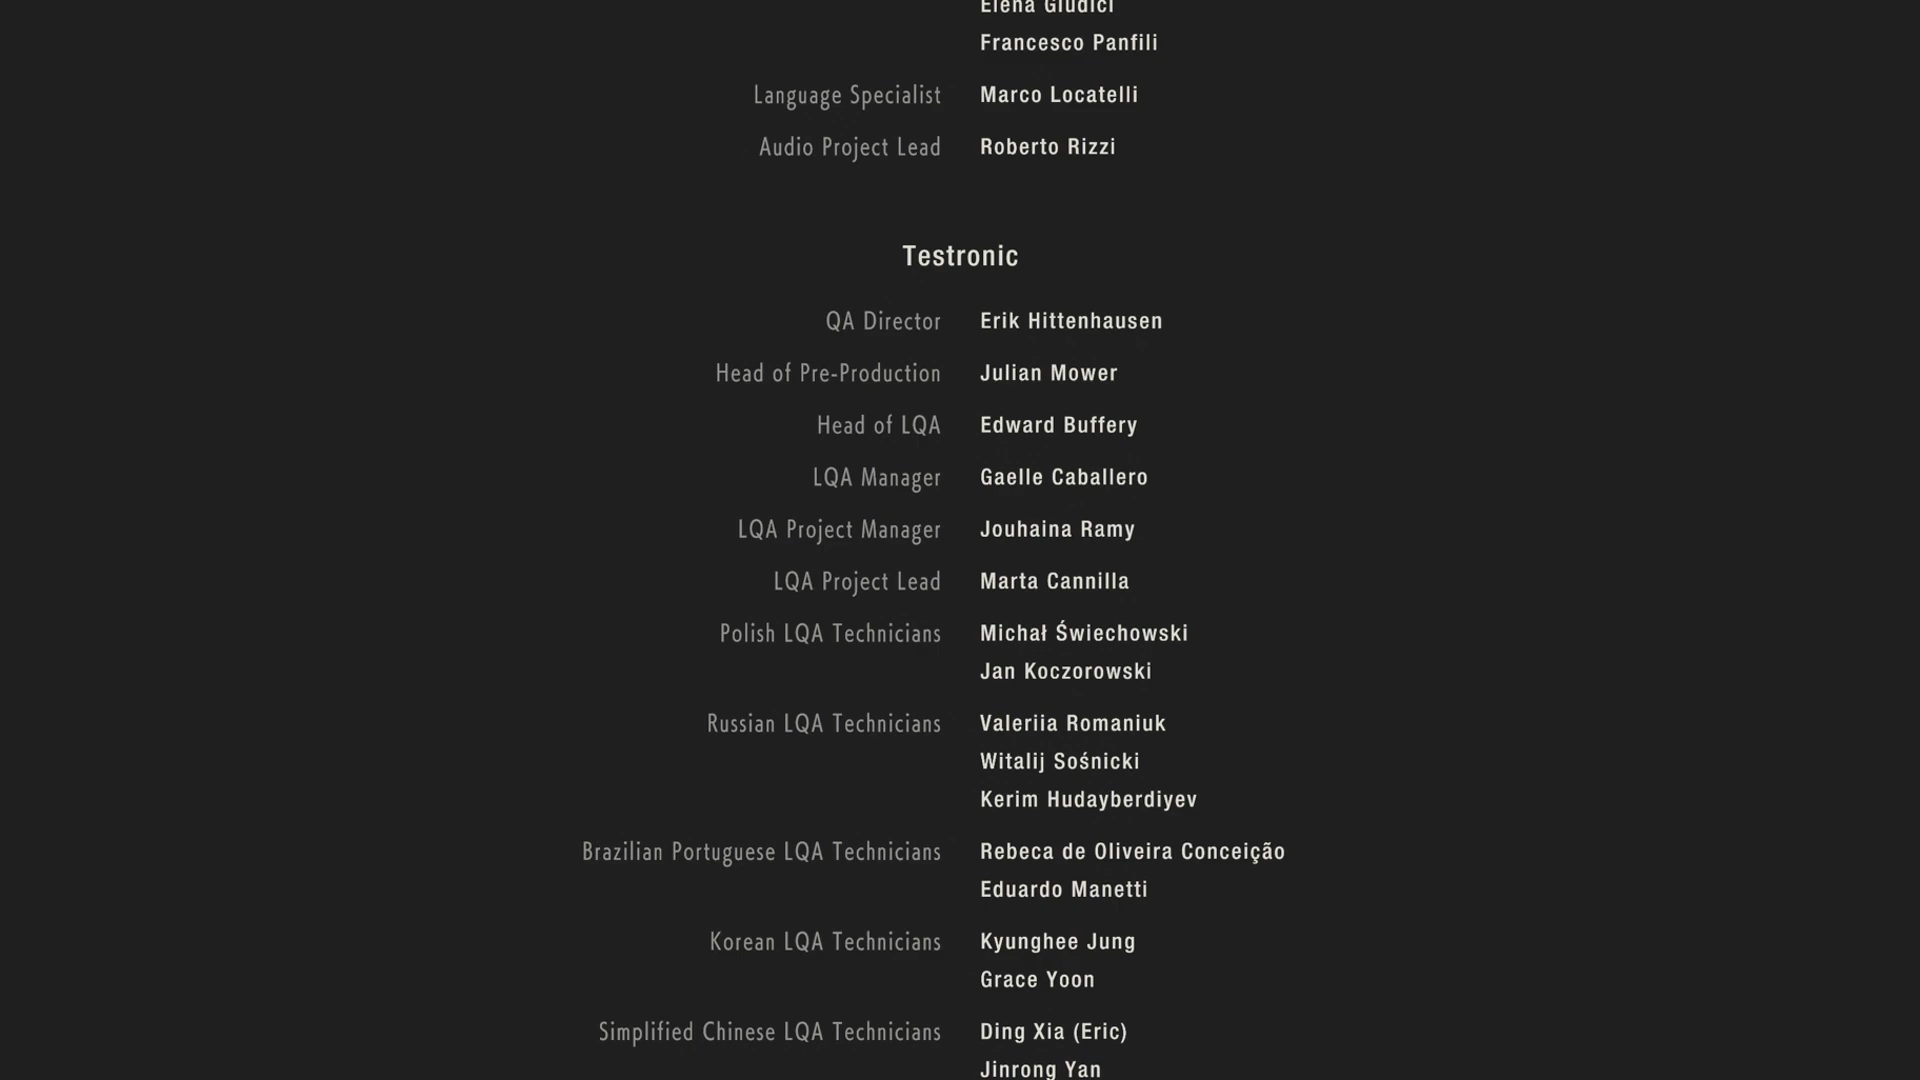 Elena Giudici
Francesco Panfili
Language Specialist Marco Locatelli
Audio Project Lead Roberto Rizzi
Testronic
QA Director Erik Hittenhausen
Head of Pre-Production Julian Mower
Head of LQA Edward Buffery
LQA Manager Gaelle Caballero
LQA Project Manager Jouhaina Ramy
LQA Project Lead Marta Cannilla
Polish LQA Technicians Michał Świechowski
Jan Koczorowski
Russian LQA Technicians Valeriia Romaniuk
Witalij Sośnicki
Kerim Hudayberdiyev
Brazilian Portuguese LQA Technicians Rebeca de Oliveira Conceição
Eduardo Manetti
Korean LQA Technicians Kyunghee Jung
Grace Yoon
Simplified Chinese LQA Technicians Ding Xia (Eric)
Jinrong Yan